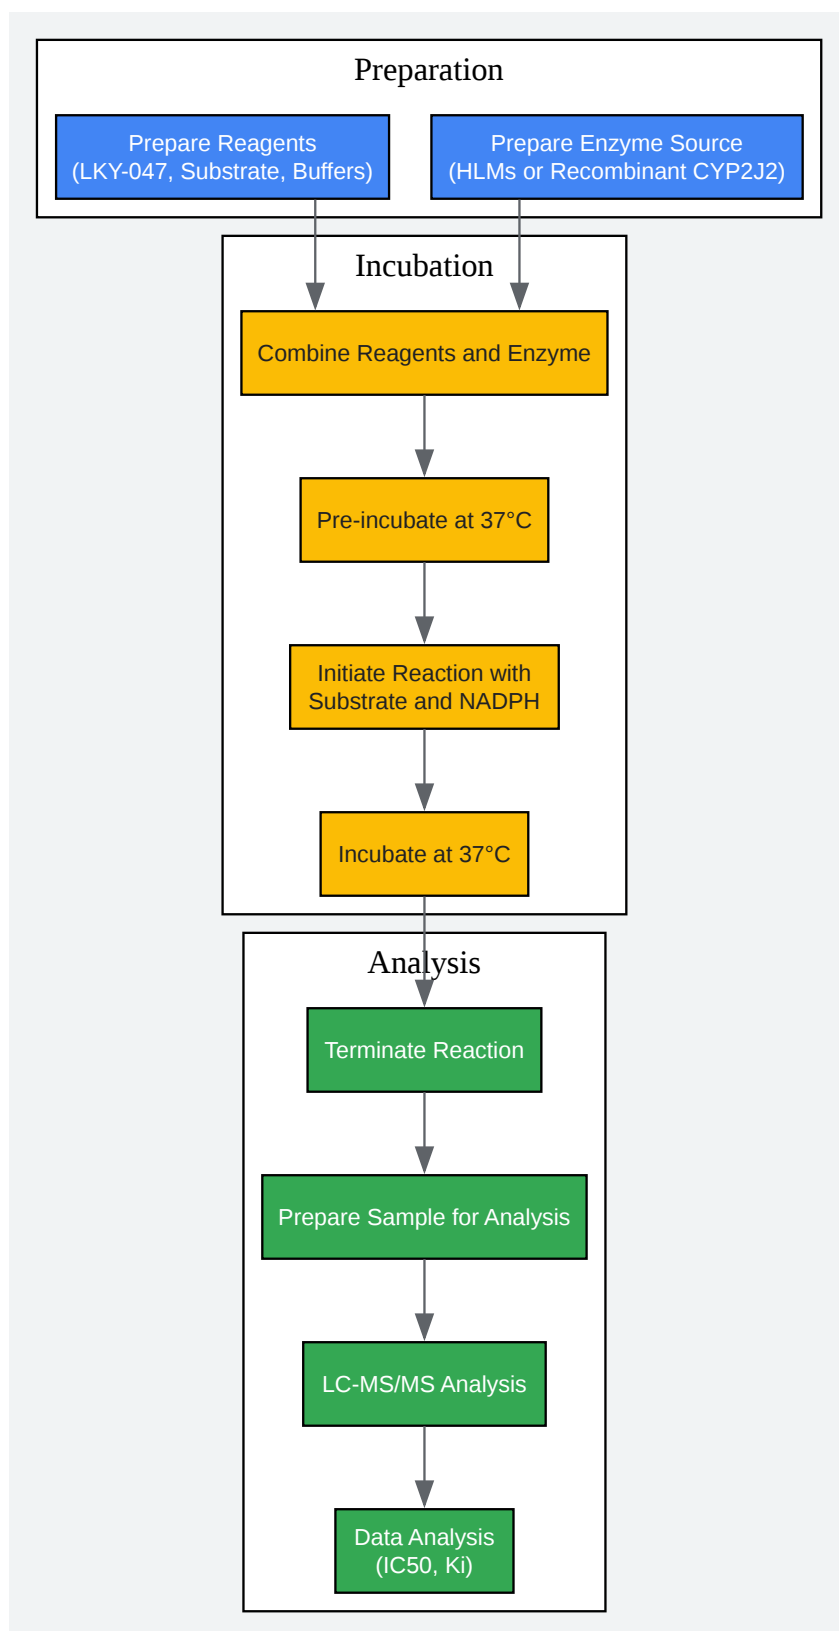 Preparation
Prepare Reagents
(LKY-047, Substrate, Buffers)
Prepare Enzyme Source
(HLMs or Recombinant CYP2J2)
Incubation
Combine Reagents and Enzyme
Pre-incubate at 37°C
Initiate Reaction with
Substrate and NADPH
Incubate at 37°C
Analysis
Terminate Reaction
Prepare Sample for Analysis
LC-MS/MS Analysis
Data Analysis
(IC50, Ki)